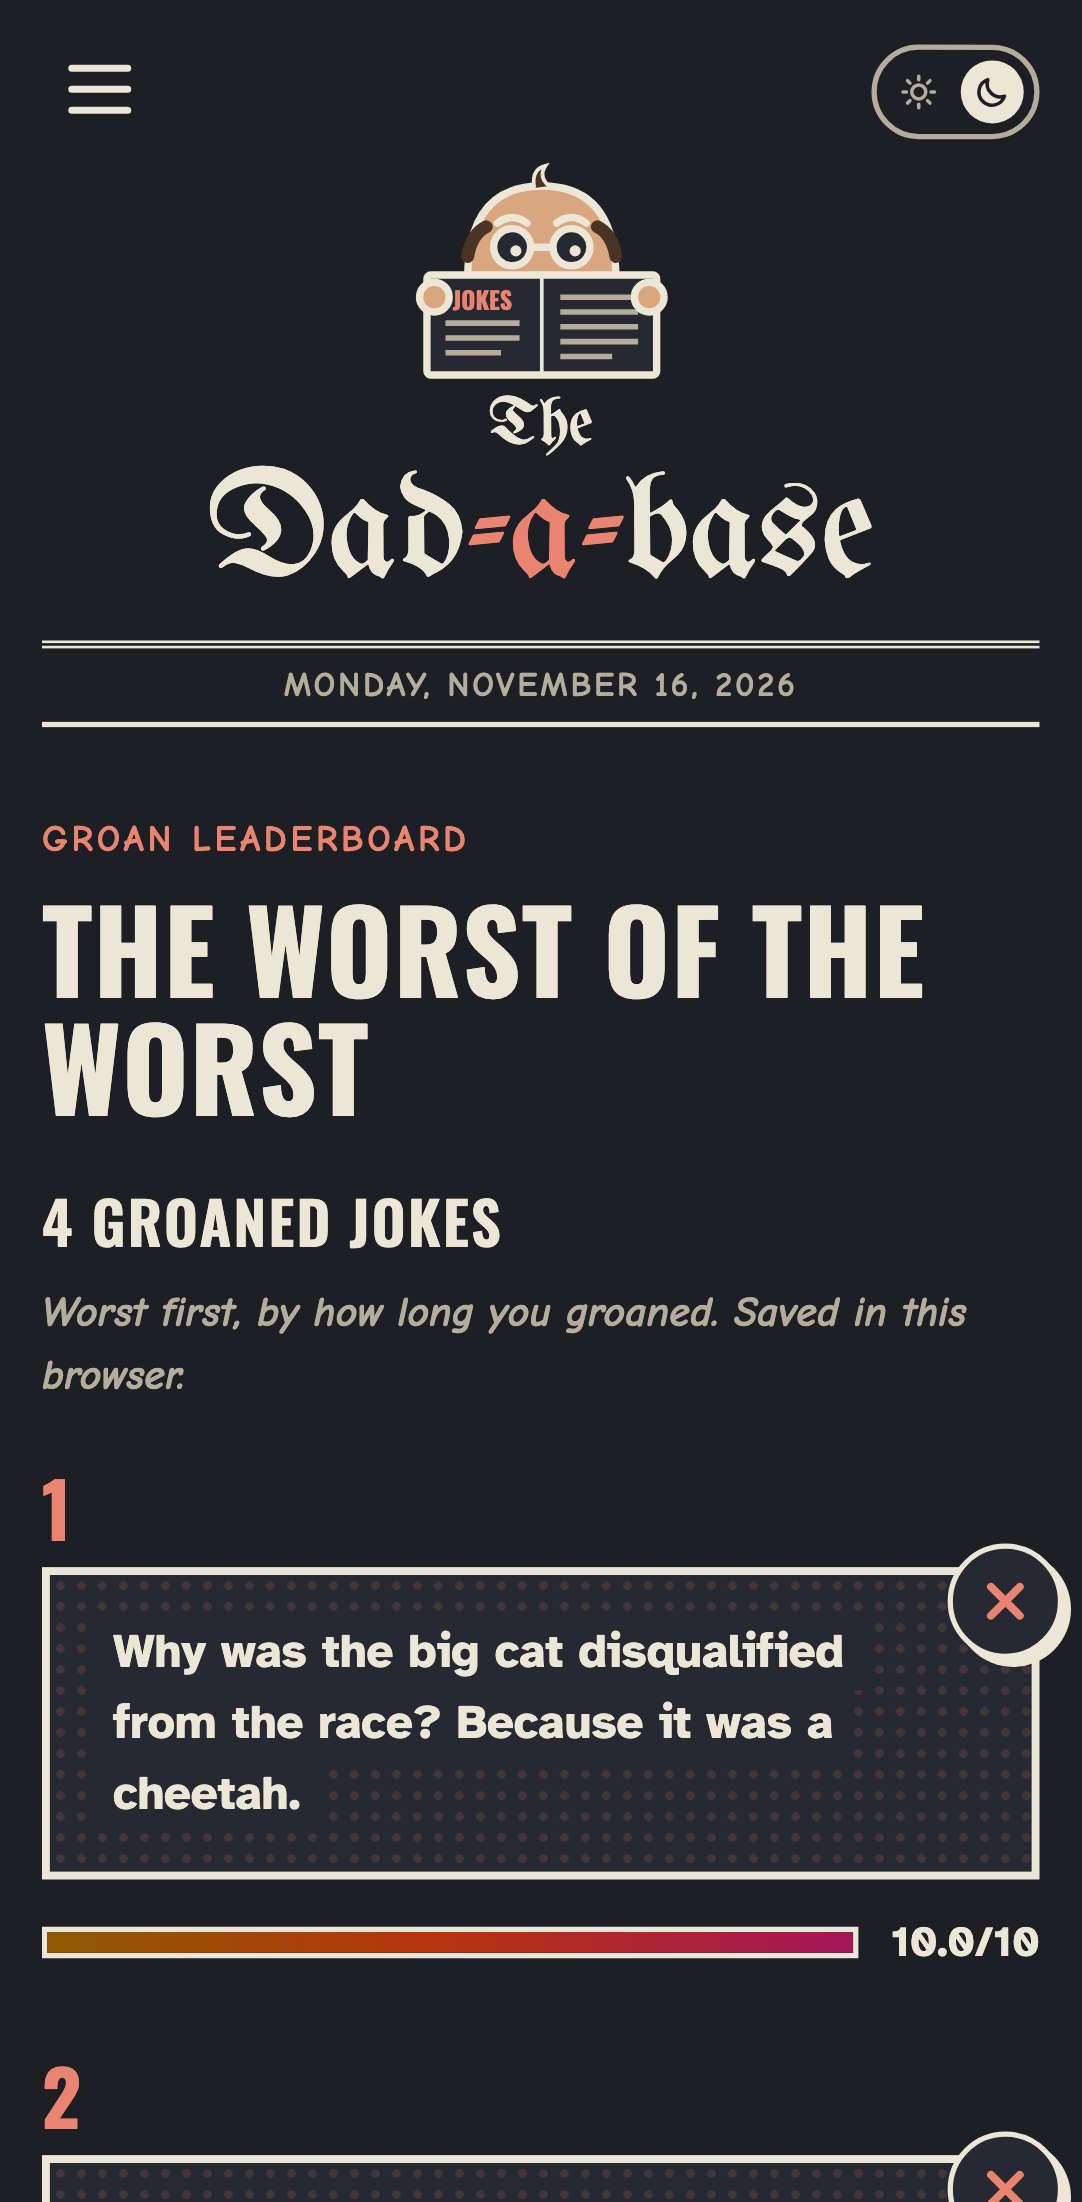 JOKES
The
Dad-a-base
MONDAY, NOVEMBER 16, 2026
GROAN LEADERBOARD
THE WORST OF THE
WORST
4 GROANED JOKES
Worst first, by how long you groaned. Saved in this
browser.
1
Why was the big cat disqualified
from the race? Because it was a
cheetah.
10.0/10
2